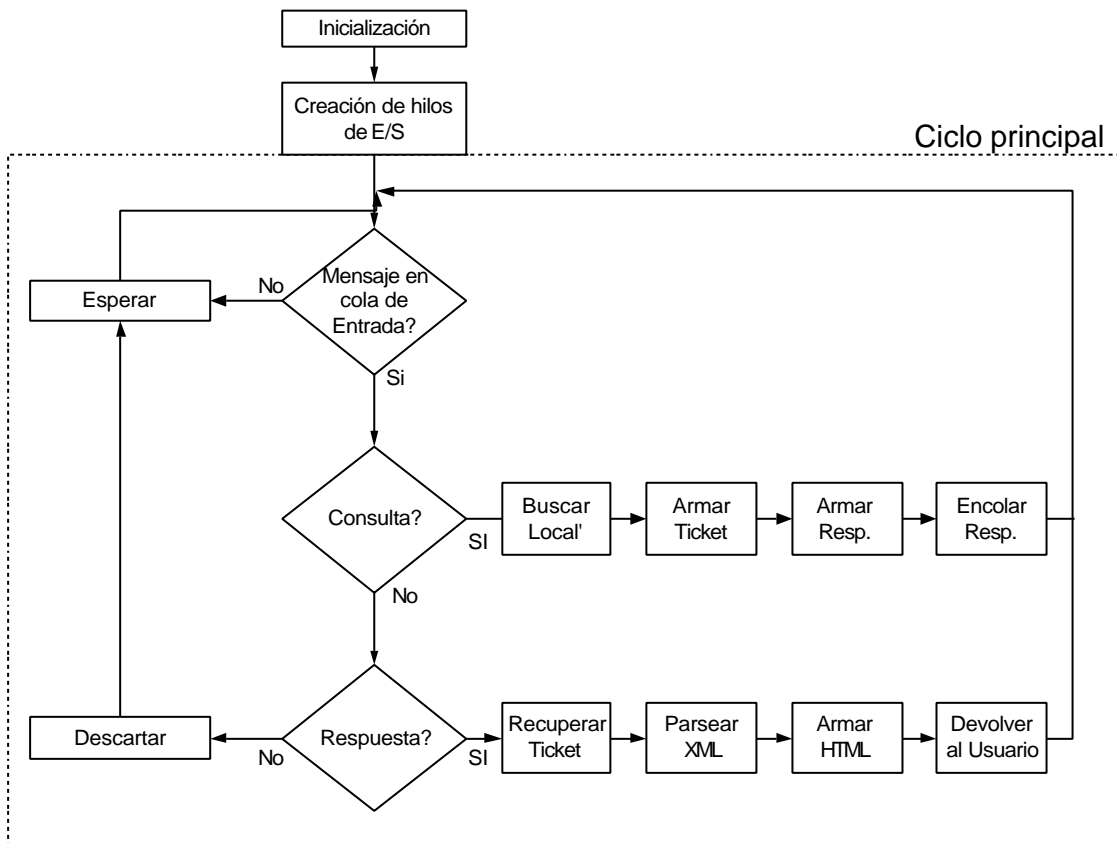 Inicialización
Creación de hilos
de E/S
Ciclo principal
Mensaje en
cola de
Entrada?
No
Esperar
Si
Consulta?
SI
Buscar
Local'
Armar
Ticket
Armar
Resp.
Encolar
Resp.
No
Respuesta?
No
Descartar
SI
Recuperar
Ticket
Parsear
XML
Armar
HTML
Devolver
al Usuario